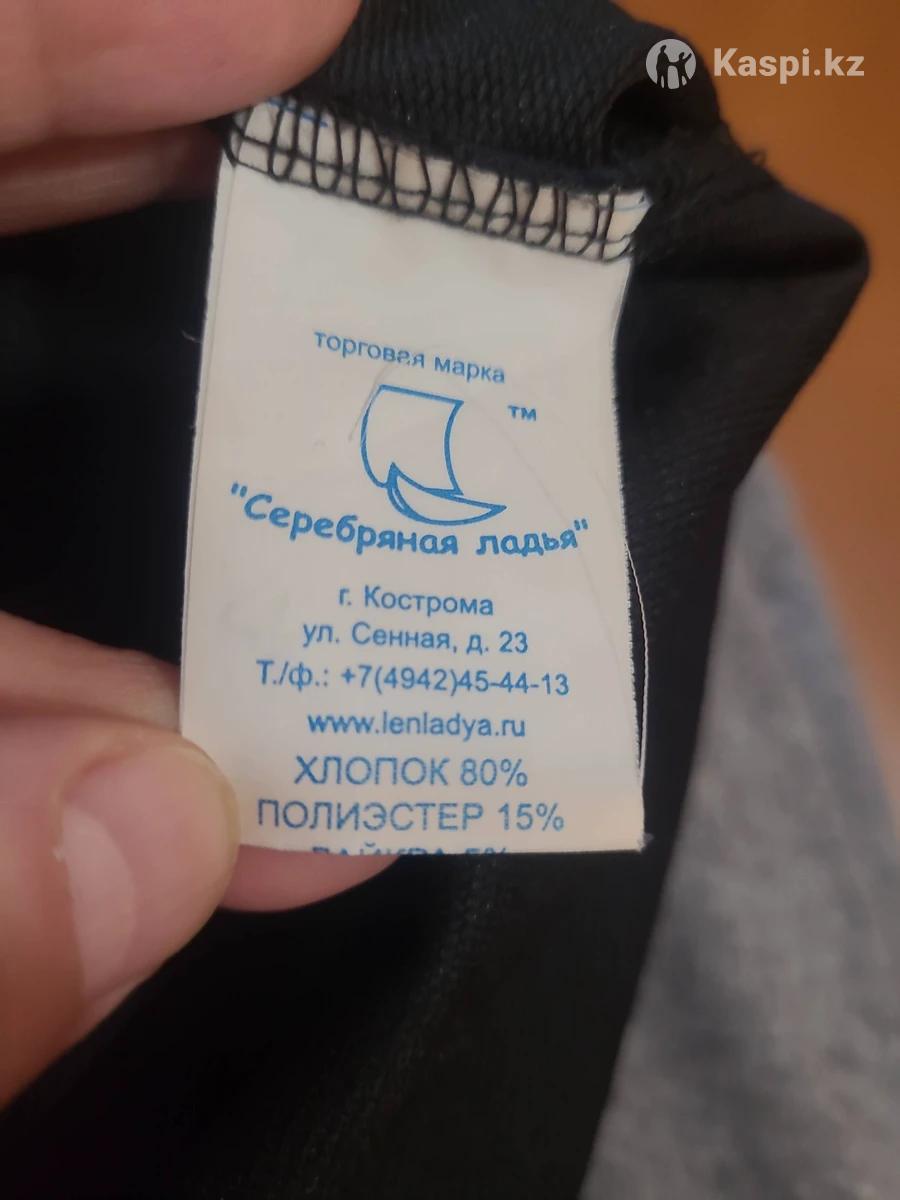 Kaspi.kz
торговая марка
TM
"Серебряная ладья"
г. Кострома
ул. Сенная, д. 23
Т./ф.: +7(4942)45-44-13
www.lenladya.ru
ХЛОПОК 80%
ПОЛИЭСТЕР 15%